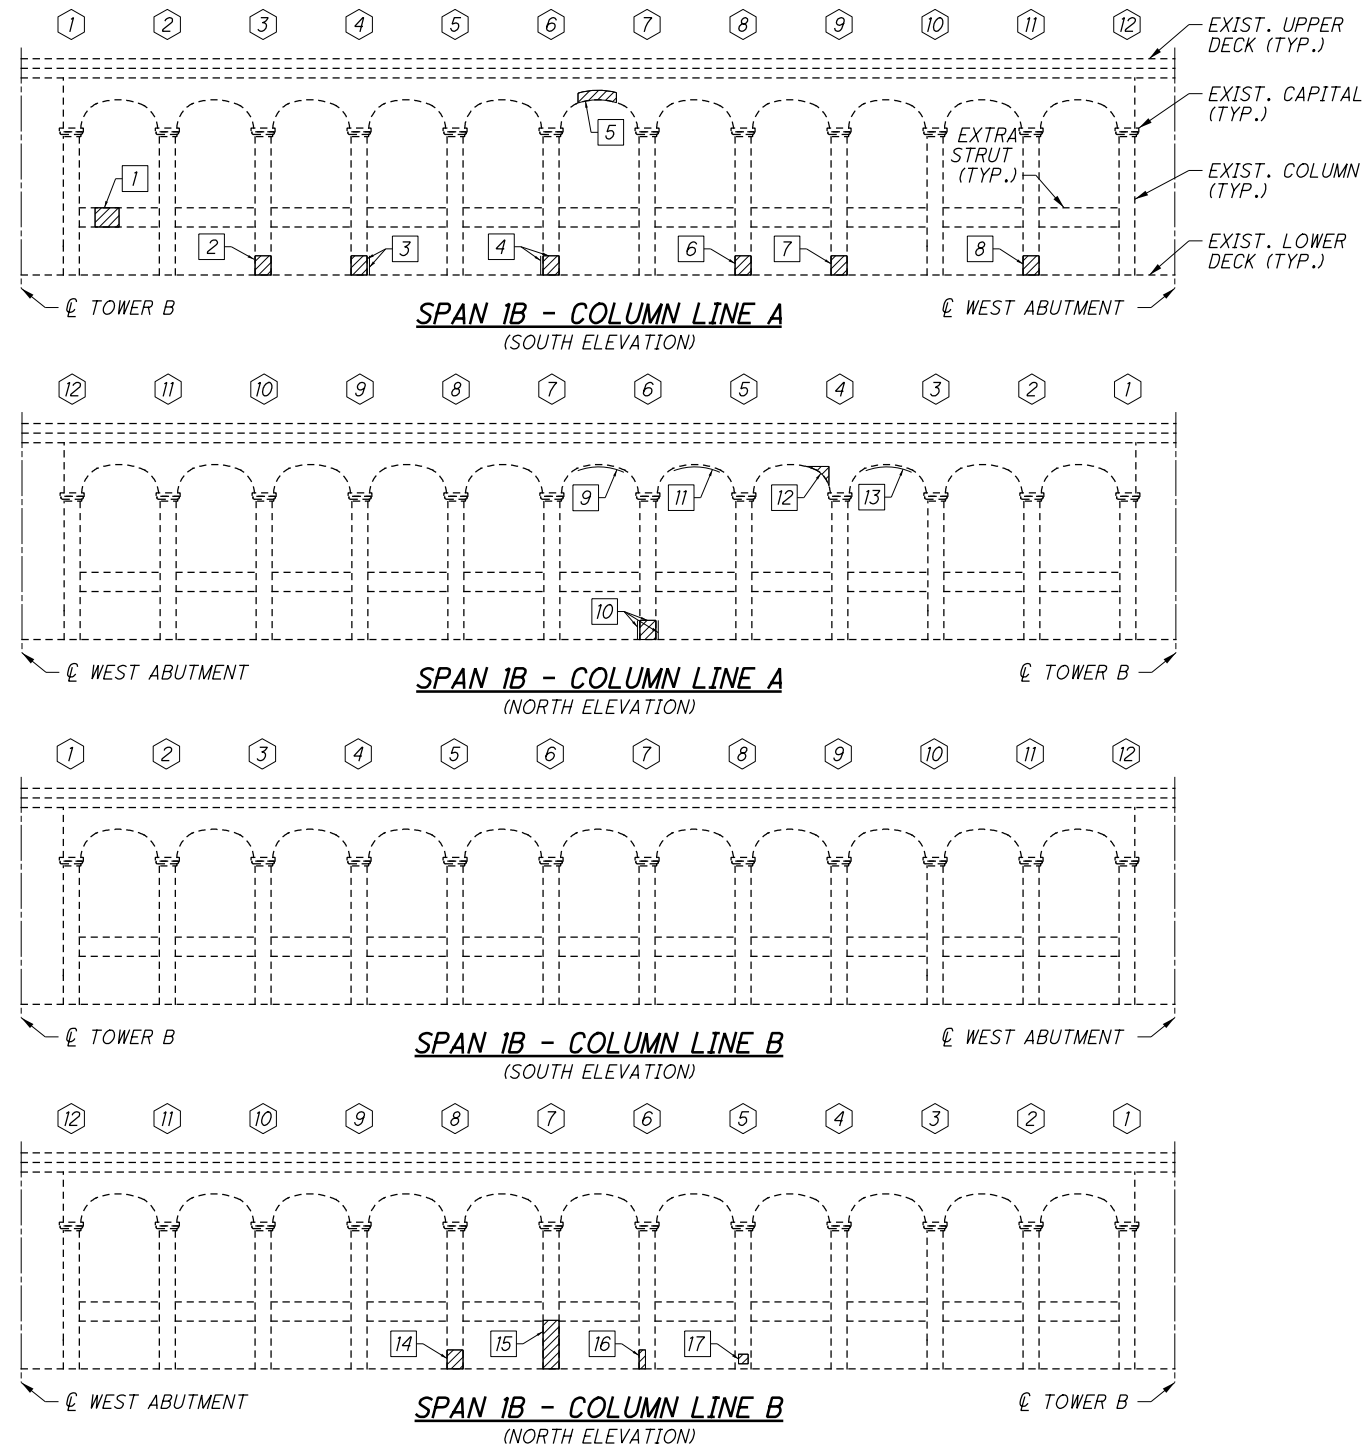 1 2 3 4 5 6 7 8 9 10 11 12
EXIST. UPPER
DECK (TYP.)
EXIST. CAPITAL
(TYP.)
5
EXTRA
STRUT
(TYP.)
EXIST. COLUMN
(TYP.)
1
2 3 4 6 7 8
EXIST. LOWER
DECK (TYP.)
℄ TOWER B
℄ WEST ABUTMENT
SPAN 1B - COLUMN LINE A
(SOUTH ELEVATION)
12 11 10 9 8 7 6 5 4 3 2 1
9 11 12 13
10
℄ WEST ABUTMENT
℄ TOWER B
SPAN 1B - COLUMN LINE A
(NORTH ELEVATION)
1 2 3 4 5 6 7 8 9 10 11 12
℄ TOWER B
℄ WEST ABUTMENT
SPAN 1B - COLUMN LINE B
(SOUTH ELEVATION)
12 11 10 9 8 7 6 5 4 3 2 1
14 15 16 17
℄ WEST ABUTMENT
℄ TOWER B
SPAN 1B - COLUMN LINE B
(NORTH ELEVATION)